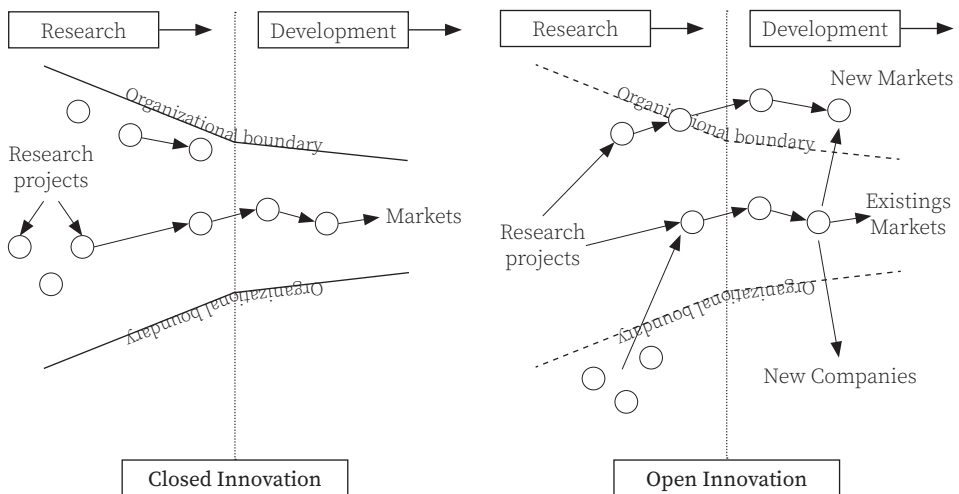 Research
Development
Organizational boundary
Research
projects
Markets
Organizational boundary
Closed Innovation
Research
Development
New Markets
Organizational boundary
Existings
Markets
Research
projects
Organizational boundary
New Companies
Open Innovation